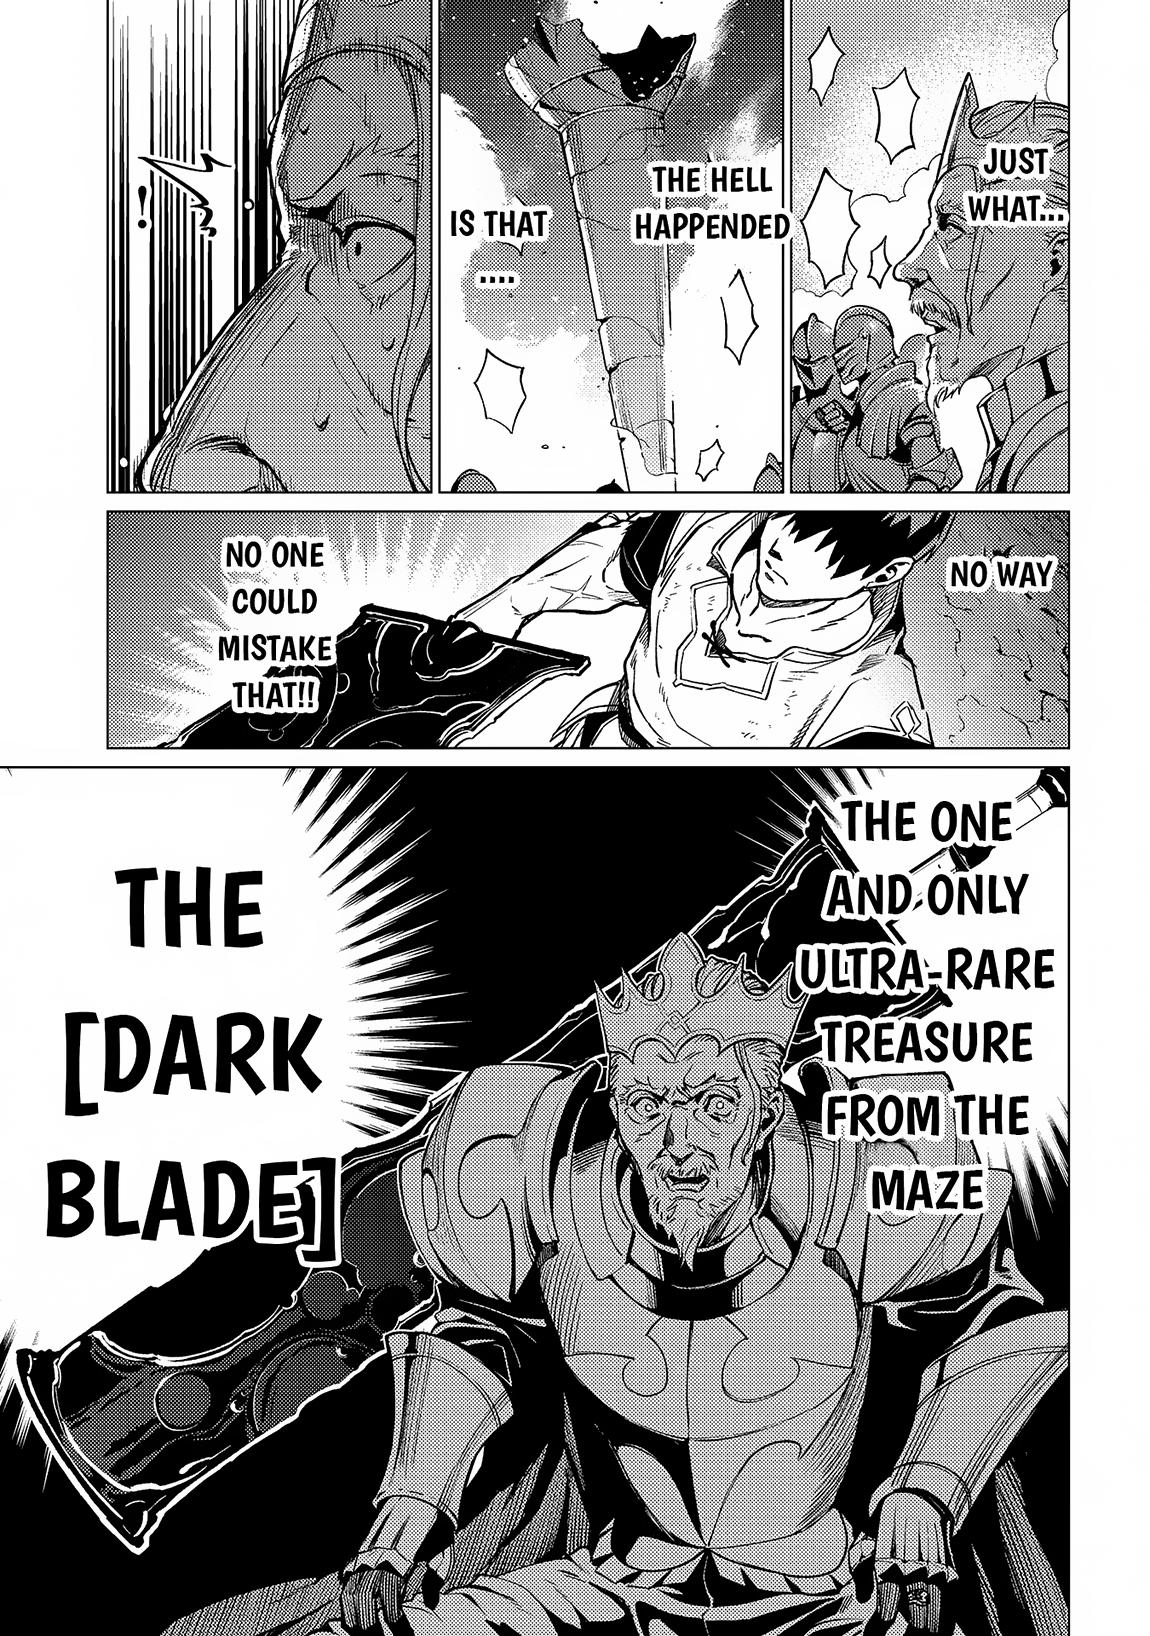 JUST
WHAT...
THE HELL
HAPPENED
IS THAT
.....
!
NO WAY
NO ONE
COULD
MISTAKE
THAT!!
THE ONE
AND ONLY
ULTRA-RARE
TREASURE
FROM THE
MAZE
THE
[DARK
BLADE]